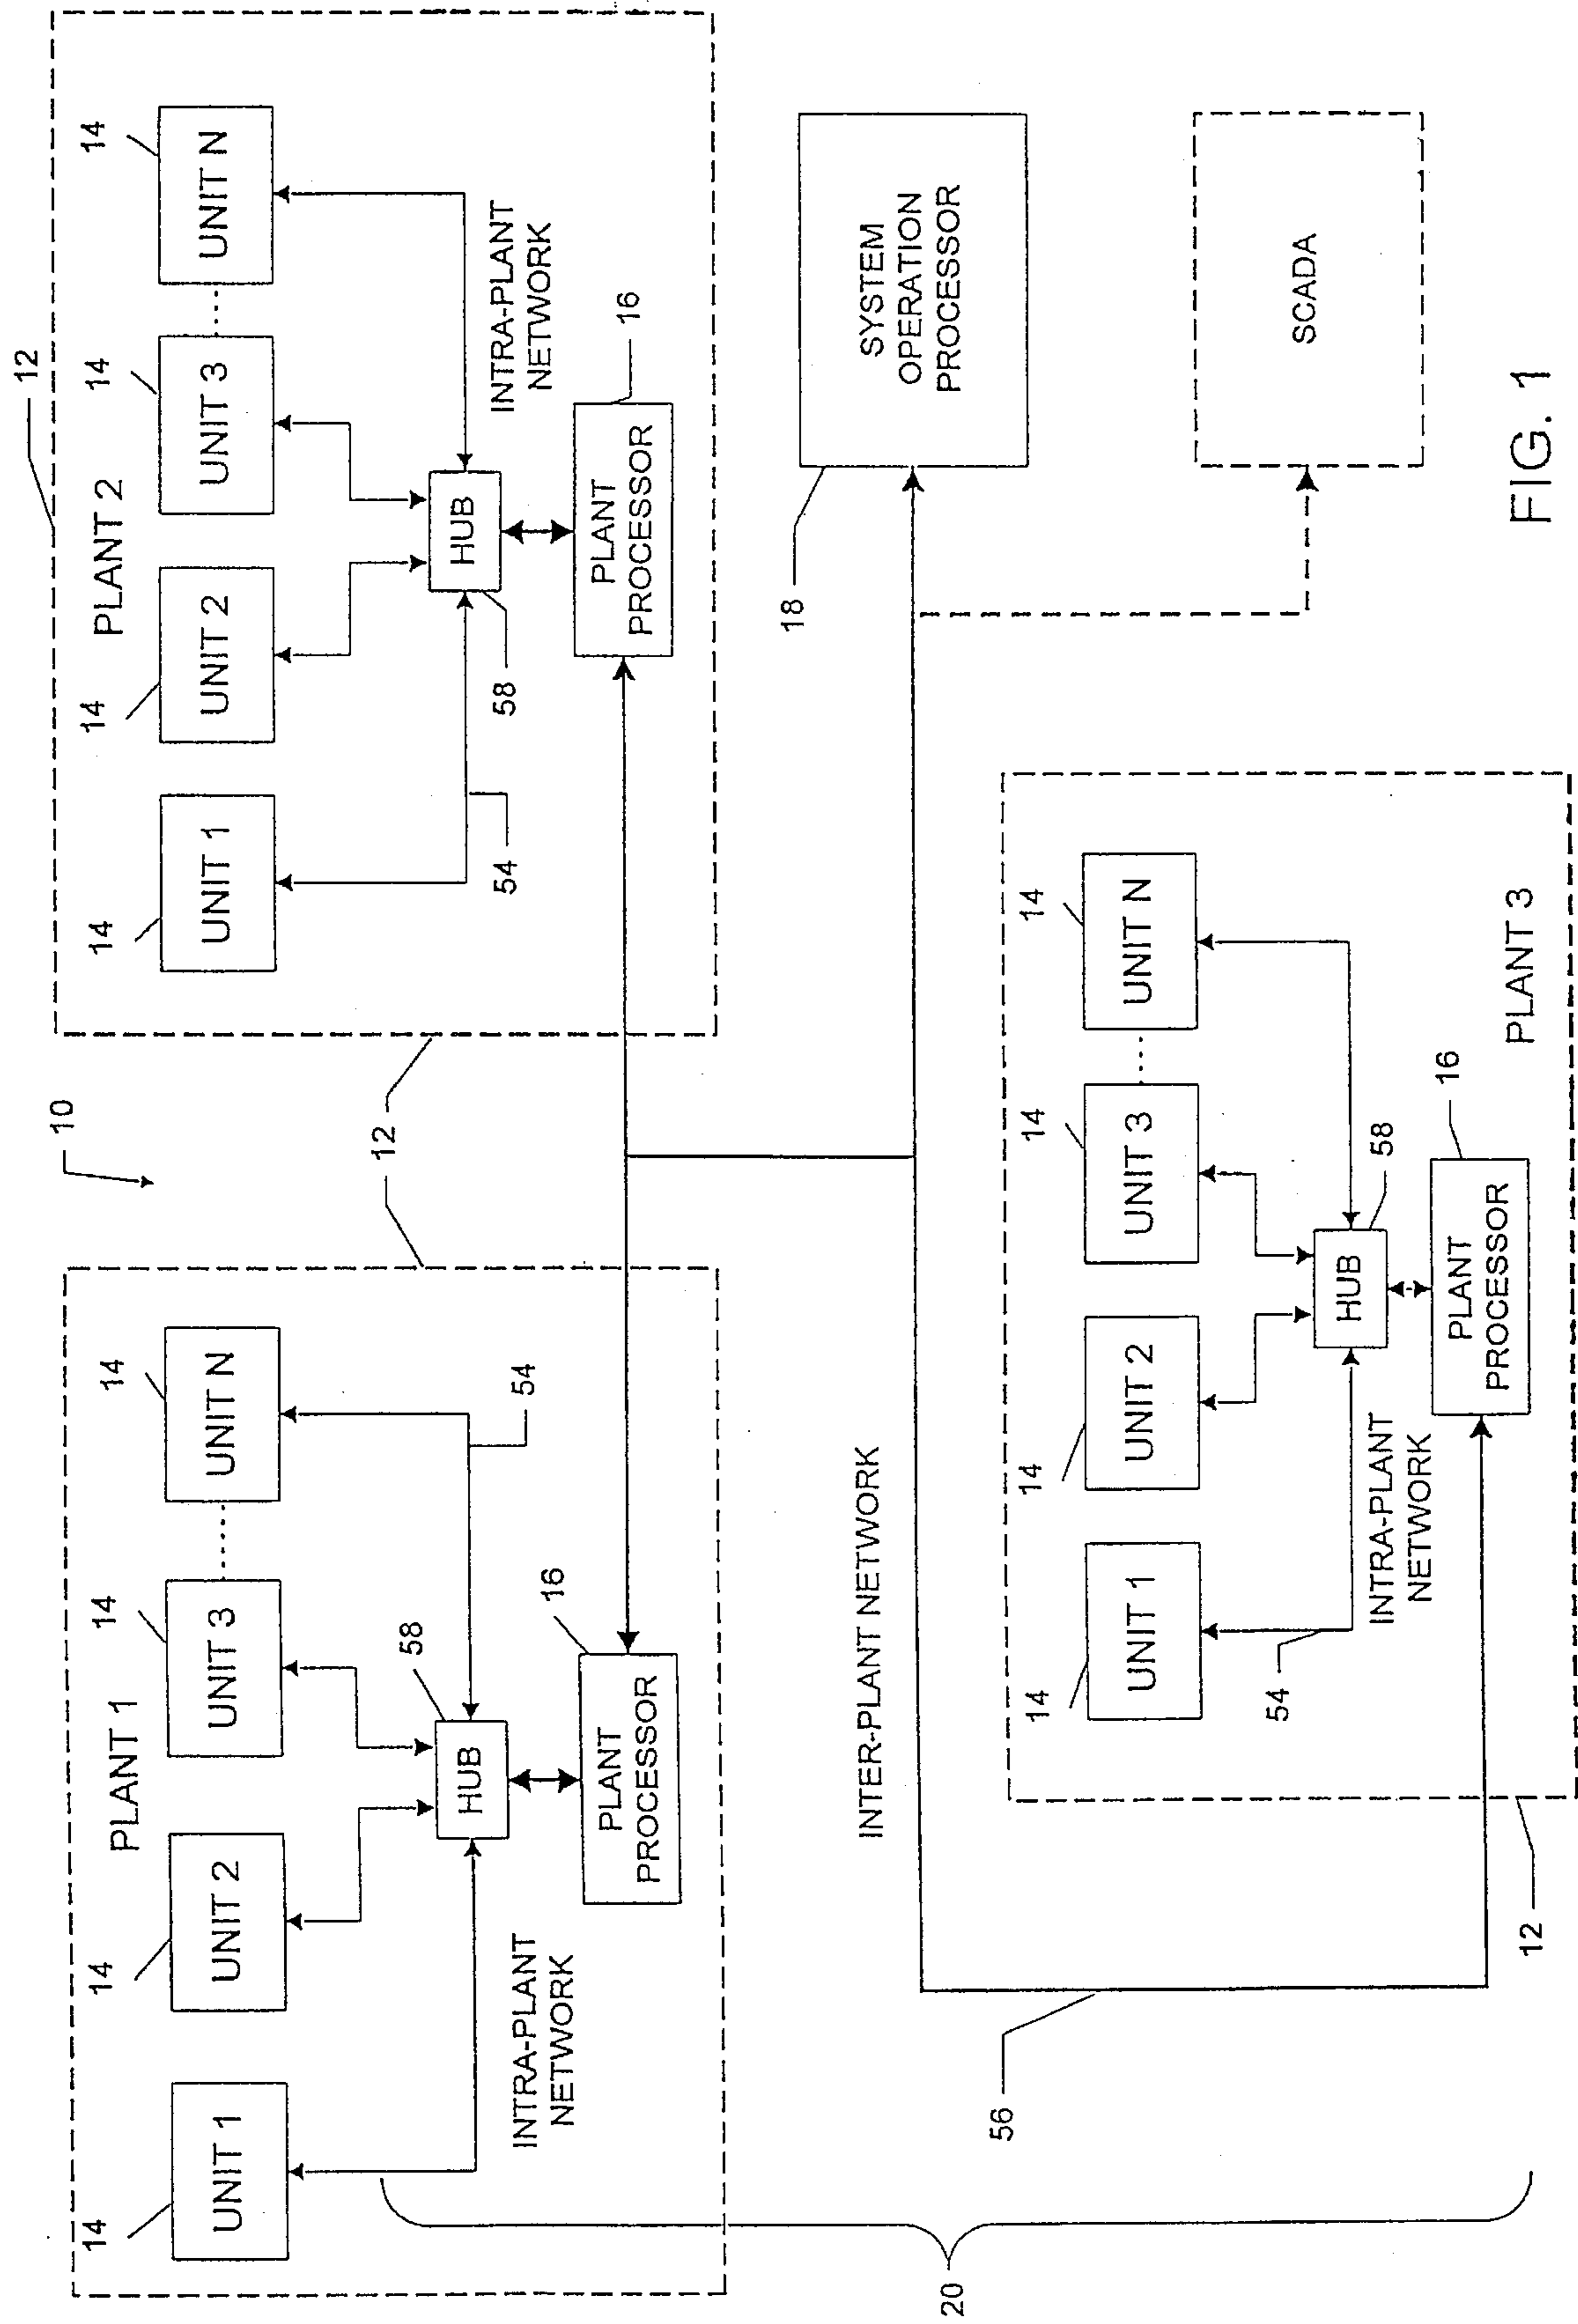 10
12
12
PLANT 1
14
UNIT 1
14
UNIT 2
14
UNIT 3
14
UNIT N
58
HUB
54
INTRA-PLANT
NETWORK
16
PLANT
PROCESSOR
PLANT 2
14
UNIT 1
14
UNIT 2
14
UNIT 3
14
UNIT N
HUB
58
54
INTRA-PLANT
NETWORK
16
PLANT
PROCESSOR
INTER-PLANT NETWORK
18
SYSTEM
OPERATION
PROCESSOR
SCADA
14
UNIT 1
14
UNIT 2
14
UNIT 3
14
UNIT N
54
INTRA-PLANT
NETWORK
HUB
58
PLANT
PROCESSOR
16
PLANT 3
12
56
20
FIG. 1